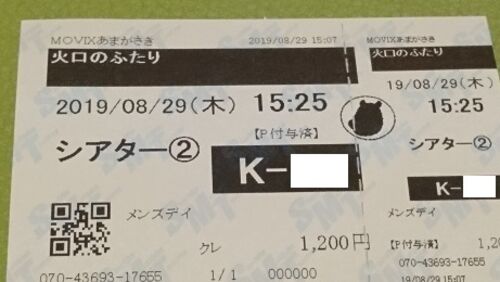 MOVIXあまがさき 2019/08/29 15:07
火口のふたり
2019/08/29(木) 15:25
【P付与済】
シアター②
K-
メンズデイ
クレ 1,200円
070-43693-17655 1/1 000000
MOVIXあまがさき
火口のふたり
19/08/29(木)
15:25
シアター②
K-
メンズデイ
【P付与済】 1,2
070-43693-17655
19/08/29 15:07